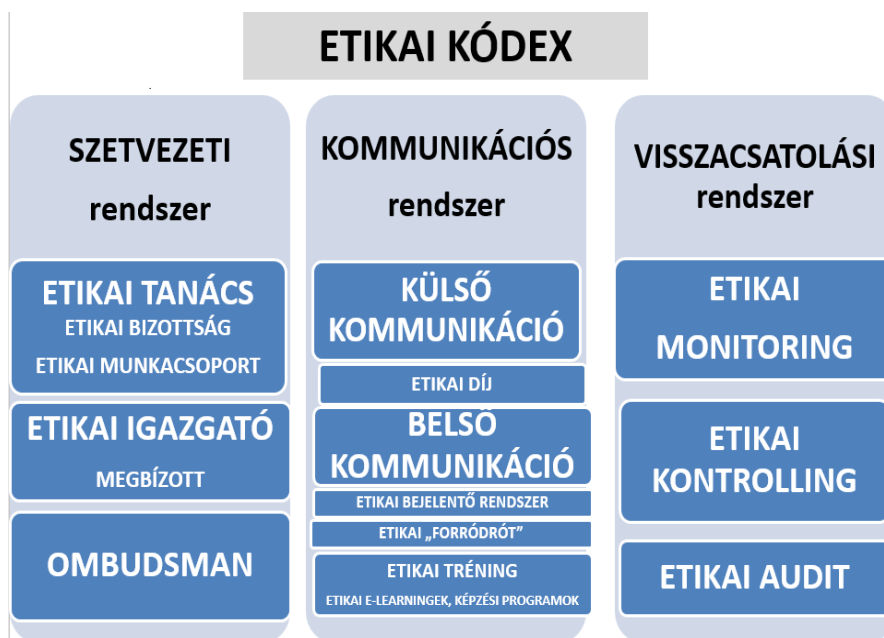 ETIKAI KÓDEX
SZETVEZETI
rendszer
ETIKAI TANÁCS
ETIKAI BIZOTTSÁG
ETIKAI MUNKACSOPORT
ETIKAI IGAZGATÓ
MEGBÍZOTT
OMBUDSMAN
KOMMUNIKÁCIÓS
rendszer
KÜLSŐ
KOMMUNIKÁCIÓ
ETIKAI DÍJ
BELSŐ
KOMMUNIKÁCIÓ
ETIKAI BEJELENTŐ RENDSZER
ETIKAI „FORRÓDRÓT”
ETIKAI TRÉNING
ETIKAI E-LEARNINGEK, KÉPZÉSI PROGRAMOK
VISSZACSATOLÁSI
rendszer
ETIKAI
MONITORING
ETIKAI
KONTROLLING
ETIKAI AUDIT